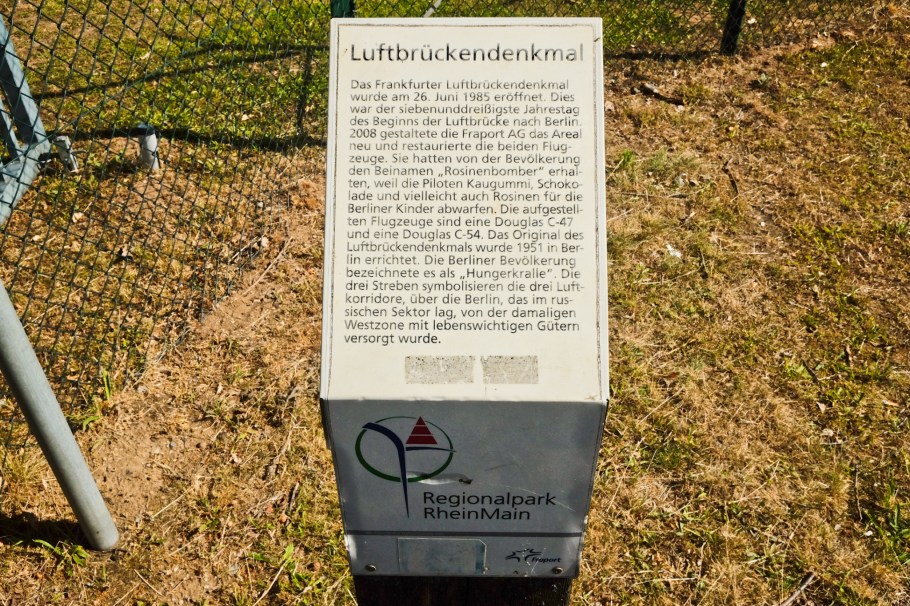 Luftbrückendenkmal
Das Frankfurter Luftbrückendenkmal
wurde am 26. Juni 1985 eröffnet. Dies
war der siebenunddreißigste Jahrestag
des Beginns der Luftbrücke nach Berlin.
2008 gestaltete die Fraport AG das Areal
neu und restaurierte die beiden Flug-
zeuge. Sie hatten von der Bevölkerung
den Beinamen „Rosinenbomber“ erhal-
ten, weil die Piloten Kaugummi, Schoko-
lade und vielleicht auch Rosinen für die
Berliner Kinder abwarfen. Die aufgestell-
ten Flugzeuge sind eine Douglas C-47
und eine Douglas C-54. Das Original des
Luftbrückendenkmals wurde 1951 in Ber-
lin errichtet. Die Berliner Bevölkerung
bezeichnete es als „Hungerkralle“. Die
drei Streben symbolisieren die drei Luft-
korridore, über die Berlin, das im rus-
sischen Sektor lag, von der damaligen
Westzone mit lebenswichtigen Gütern
versorgt wurde.
Regionalpark
RheinMain
Fraport